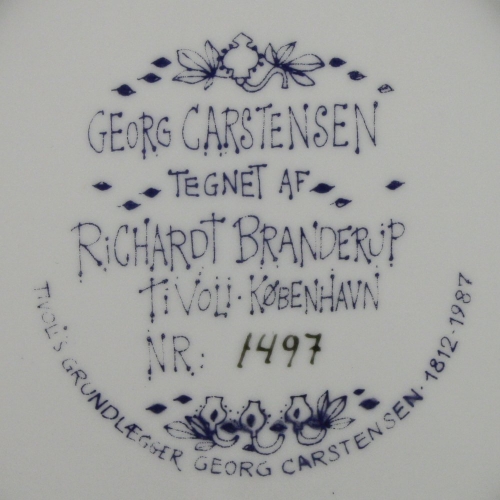 GEORG CARSTENSEN
TEGNET AF
RICHARDT BRANDERUP
TIVOLI · KØBENHAVN
NR: 1497
TIVOLI'S GRUNDLÆGGER GEORG CARSTENSEN · 1812 · 1987